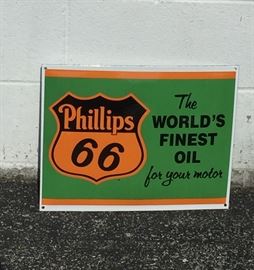 Phillips
66
The
WORLD'S
FINEST
OIL
for your motor